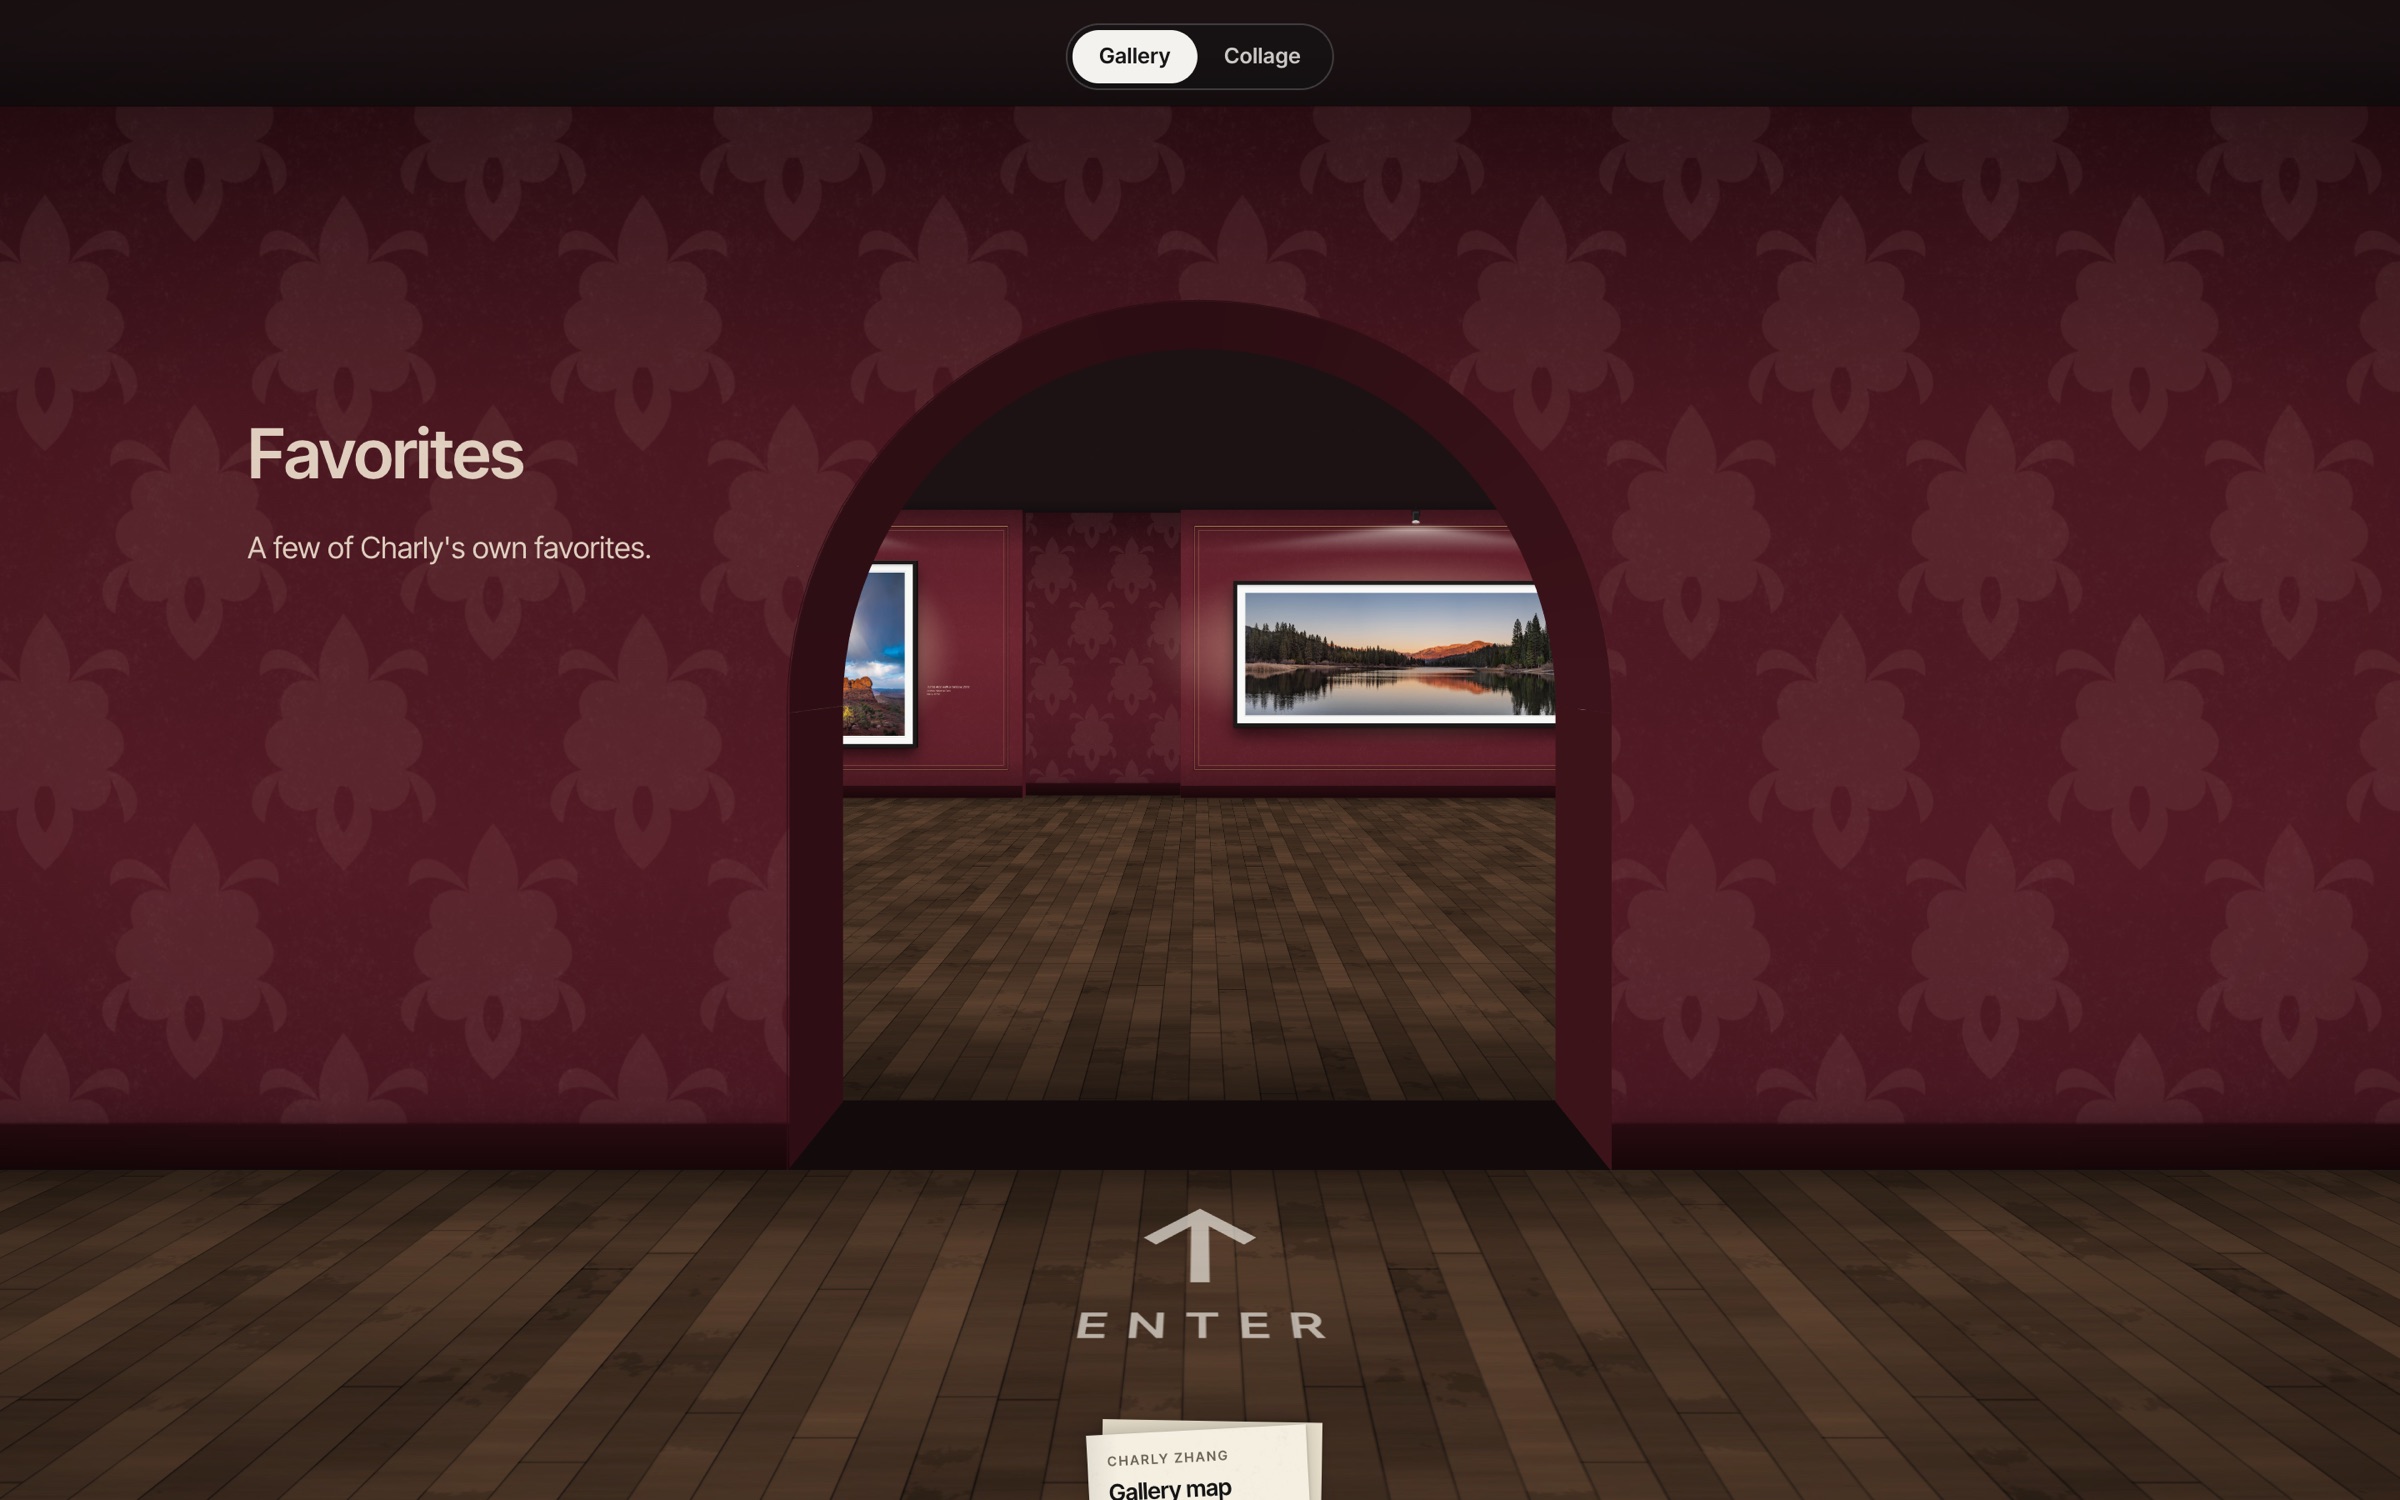 Gallery
Collage
Favorites
A few of Charly's own favorites.
ENTER
CHARLY ZHANG
Gallery map